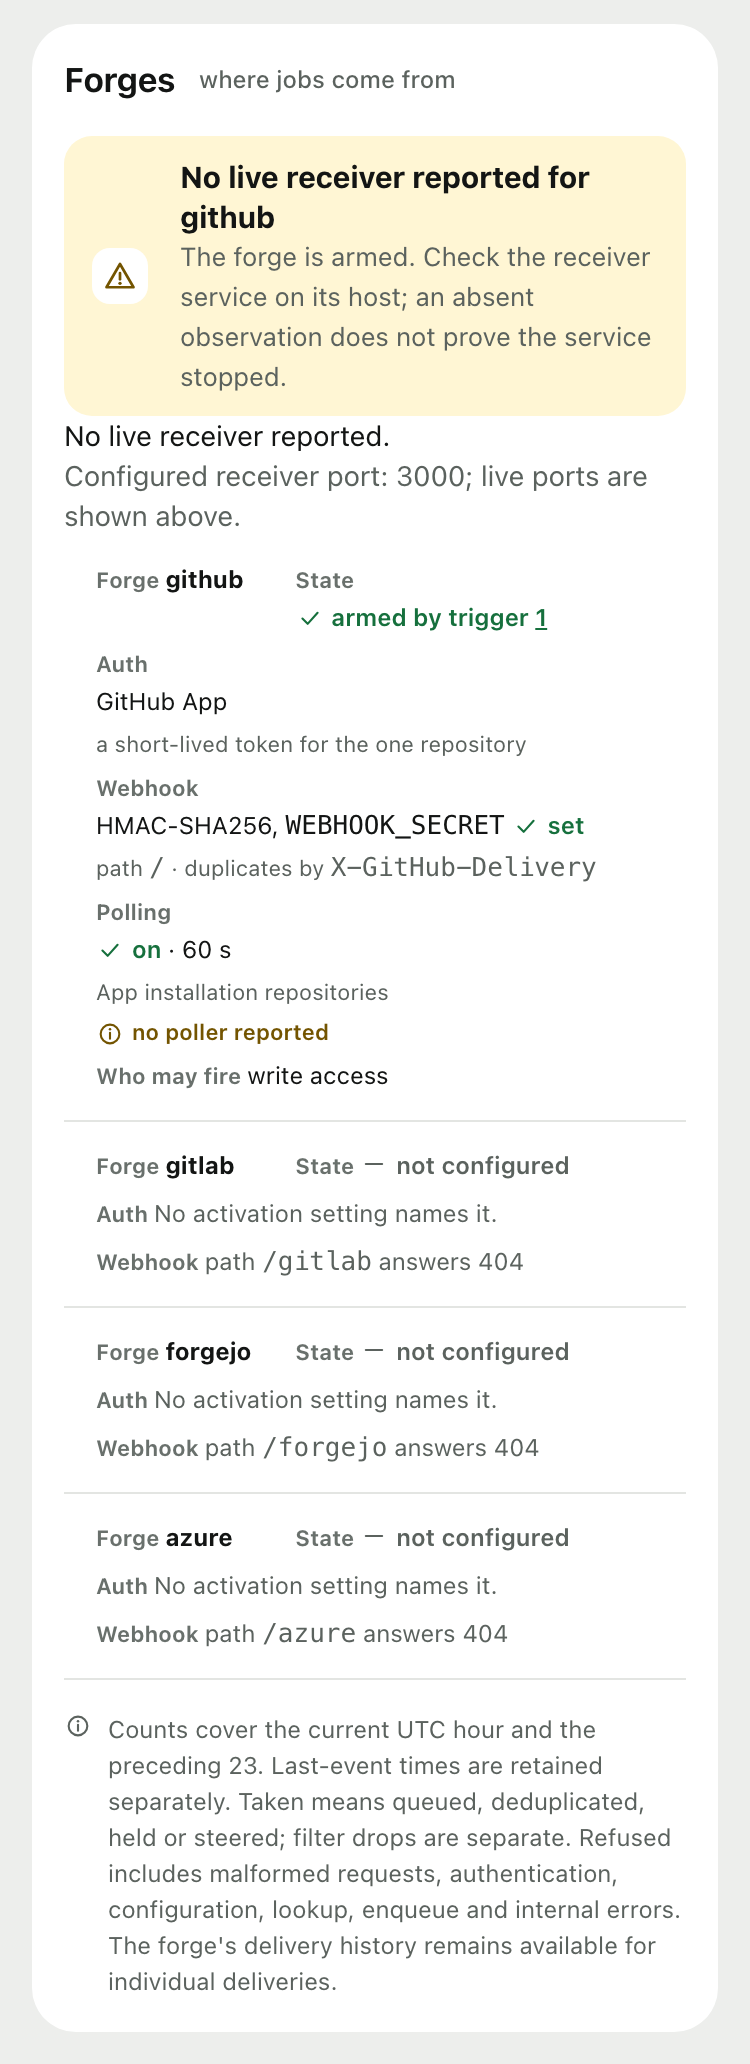 Forges where jobs come from
No live receiver reported for
github
The forge is armed. Check the receiver
service on its host; an absent
observation does not prove the service
stopped.
No live receiver reported.
Configured receiver port: 3000; live ports are
shown above.
Forge github State
armed by trigger 1
Auth
GitHub App
a short-lived token for the one repository
Webhook
HMAC-SHA256, WEBHOOK_SECRET ✓ set
path / · duplicates by X-GitHub-Delivery
Polling
✓ on · 60 s
App installation repositories
no poller reported
Who may fire write access
Forge gitlab State — not configured
Auth No activation setting names it.
Webhook path /gitlab answers 404
Forge forgejo State — not configured
Auth No activation setting names it.
Webhook path /forgejo answers 404
Forge azure State — not configured
Auth No activation setting names it.
Webhook path /azure answers 404
Counts cover the current UTC hour and the
preceding 23. Last-event times are retained
separately. Taken means queued, deduplicated,
held or steered; filter drops are separate. Refused
includes malformed requests, authentication,
configuration, lookup, enqueue and internal errors.
The forge's delivery history remains available for
individual deliveries.